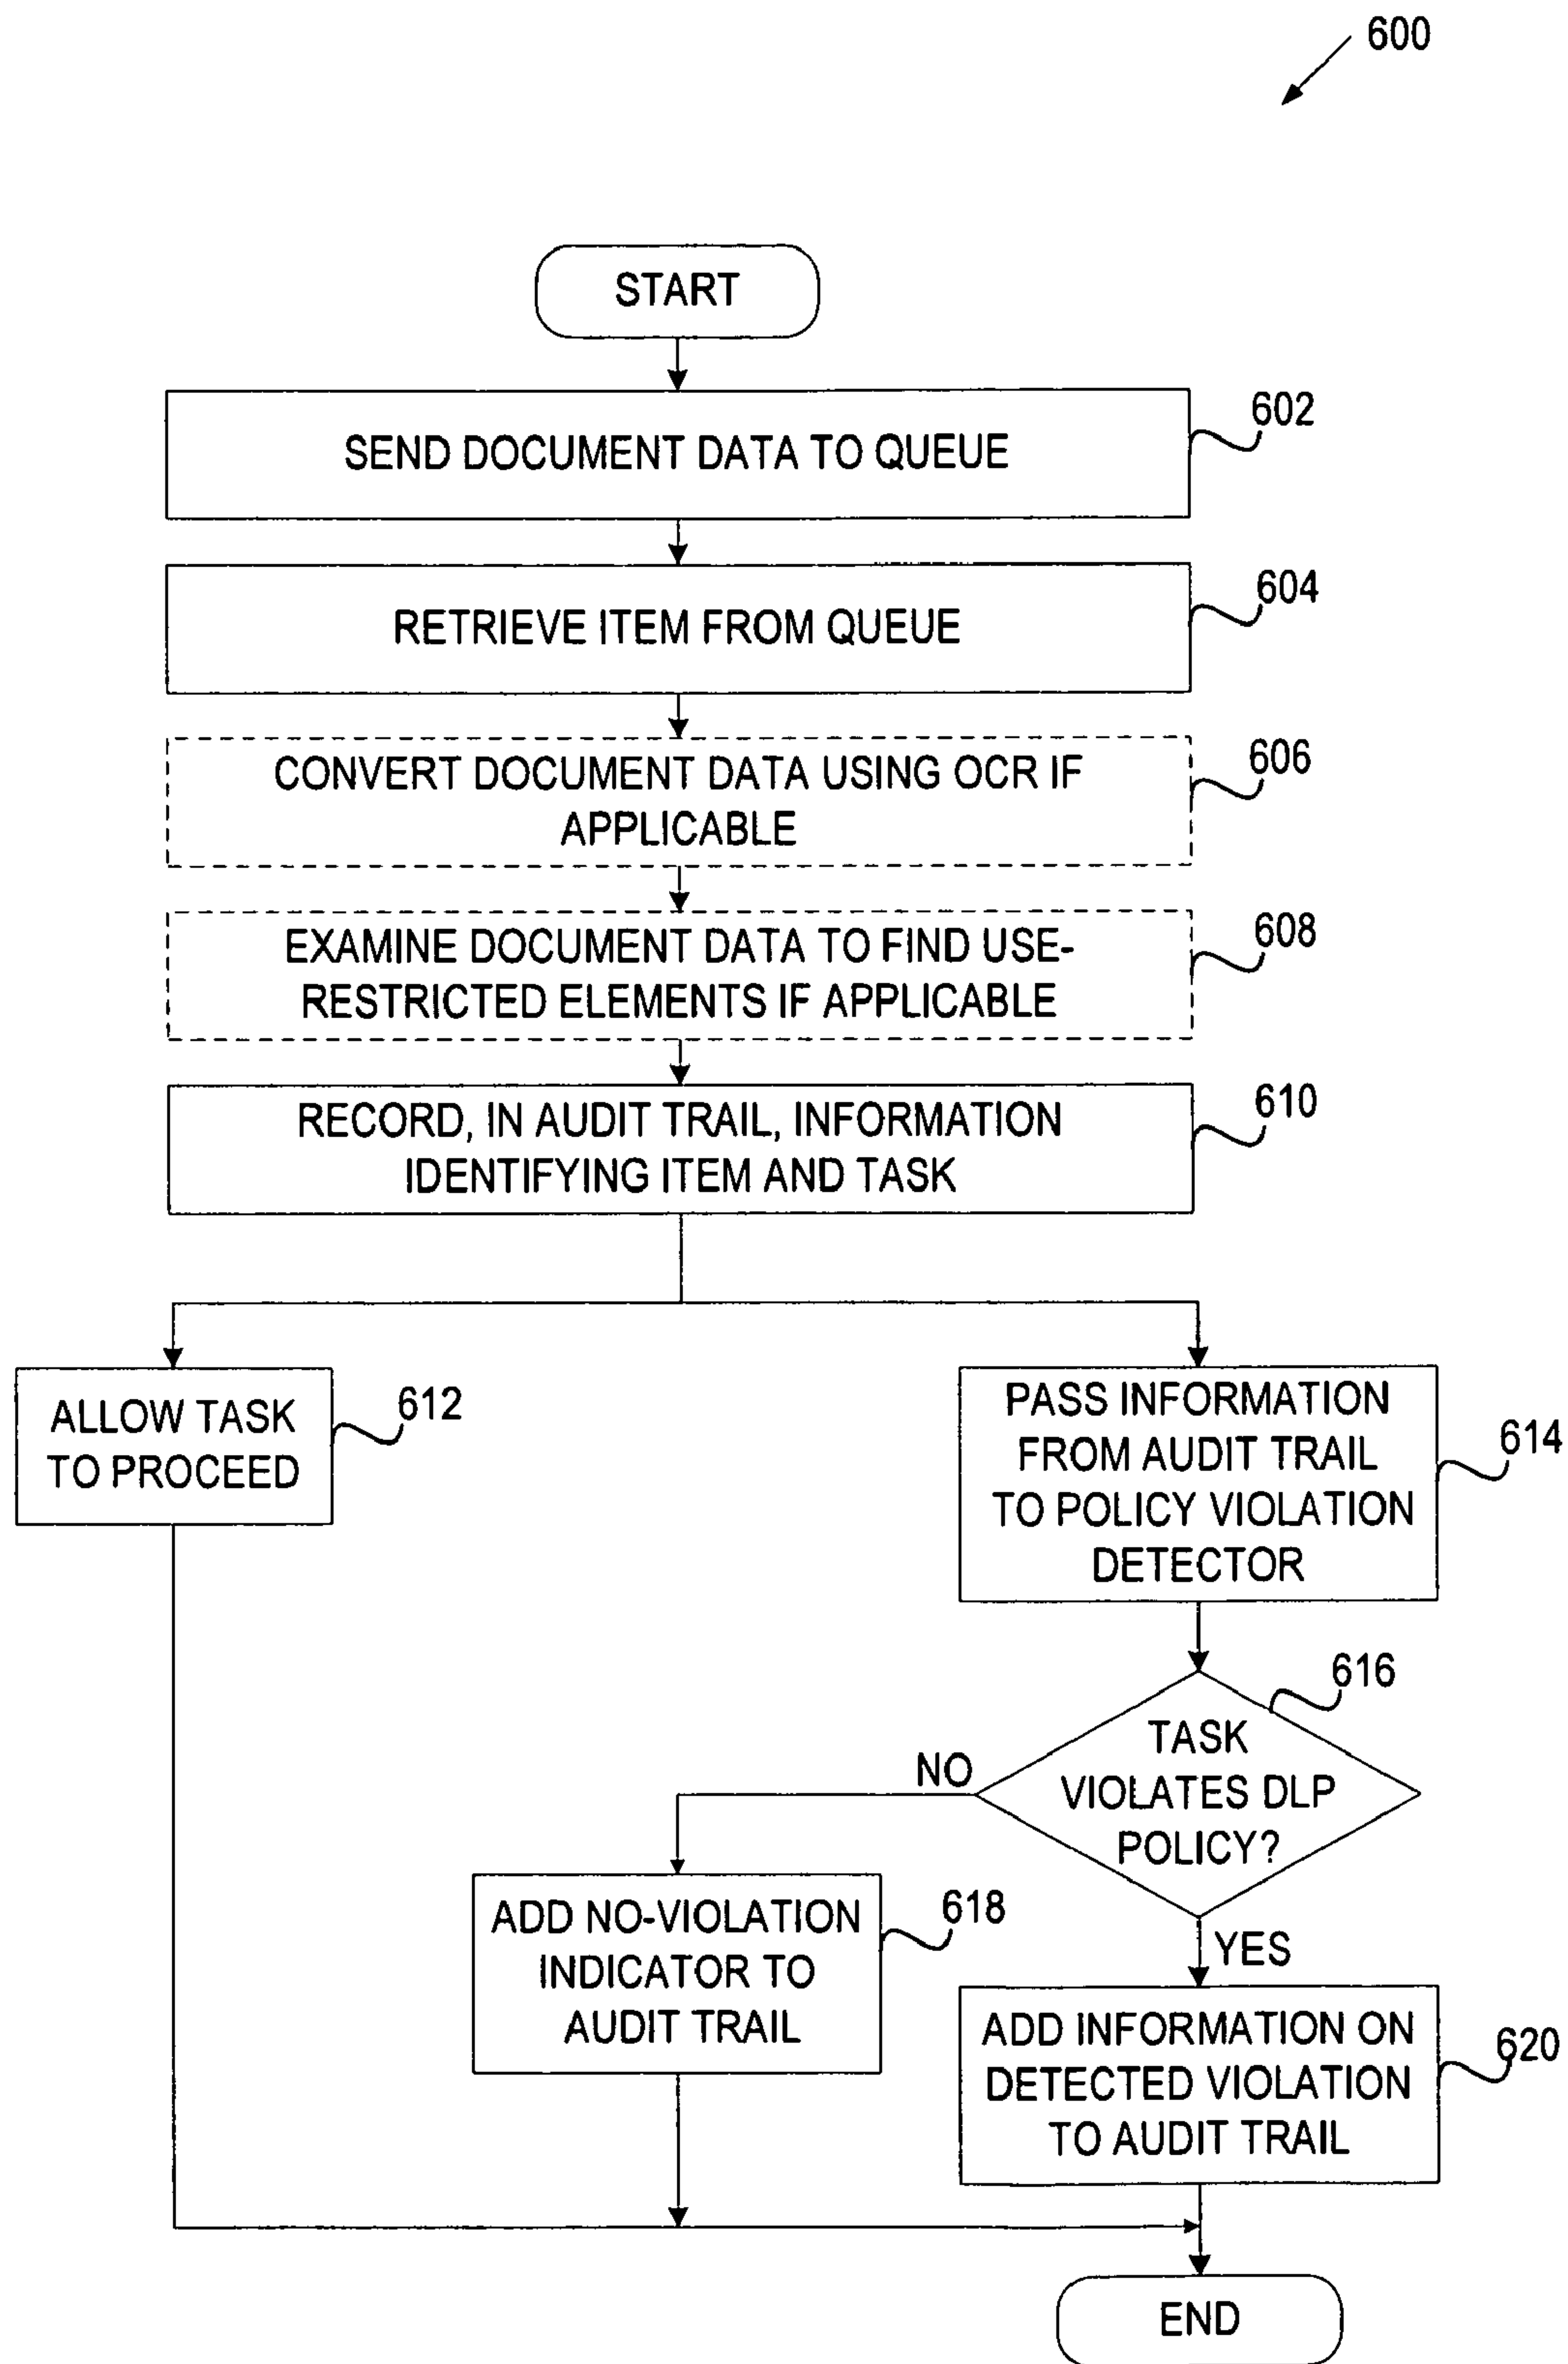 600
START
SEND DOCUMENT DATA TO QUEUE
602
RETRIEVE ITEM FROM QUEUE
604
CONVERT DOCUMENT DATA USING OCR IF
APPLICABLE
606
EXAMINE DOCUMENT DATA TO FIND USE-
RESTRICTED ELEMENTS IF APPLICABLE
608
RECORD, IN AUDIT TRAIL, INFORMATION
IDENTIFYING ITEM AND TASK
610
ALLOW TASK
TO PROCEED
612
PASS INFORMATION
FROM AUDIT TRAIL
TO POLICY VIOLATION
DETECTOR
614
TASK
VIOLATES DLP
POLICY?
616
NO
ADD NO-VIOLATION
INDICATOR TO
AUDIT TRAIL
618
YES
ADD INFORMATION ON
DETECTED VIOLATION
TO AUDIT TRAIL
620
END